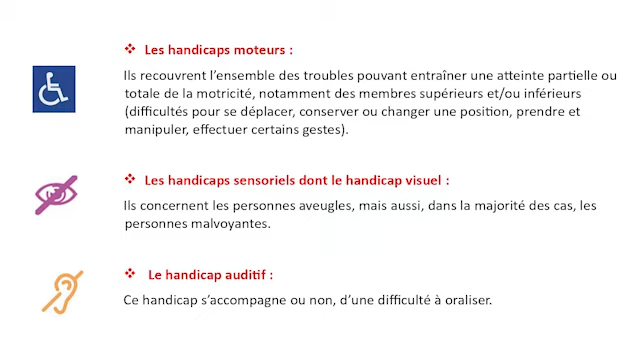 ❖ Les handicaps moteurs :
Ils recouvrent l’ensemble des troubles pouvant entraîner une atteinte partielle ou
totale de la motricité, notamment des membres supérieurs et/ou inférieurs
(difficultés pour se déplacer, conserver ou changer une position, prendre et
manipuler, effectuer certains gestes).
❖ Les handicaps sensoriels dont le handicap visuel :
Ils concernent les personnes aveugles, mais aussi, dans la majorité des cas, les
personnes malvoyantes.
❖ Le handicap auditif :
Ce handicap s’accompagne ou non, d’une difficulté à oraliser.